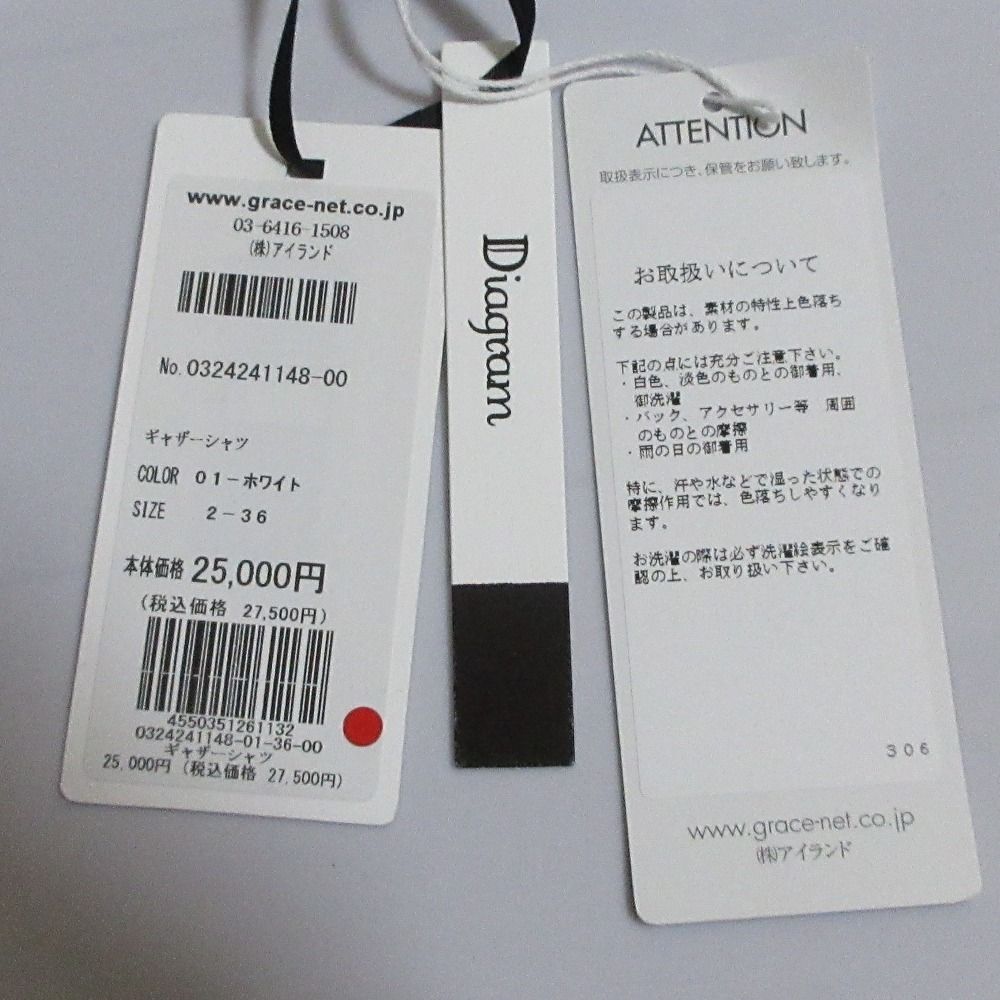 www.grace-net.co.jp
03-6416-1508
(株)アイランド
No.0324241148-00
ギャザーシャツ
COLOR 01-ホワイト
SIZE 2-36
本体価格 25,000円
(税込価格 27,500円)
4550351261132
0324241148-01-36-00
ギャザーシャツ
25,000円 (税込価格 27,500円)
Diagram
ATTENTION
取扱表示につき、保管をお願い致します。
お取扱いについて
この製品は、素材の特性上色落ち
する場合があります。
下記の点には充分ご注意下さい。
・白色、淡色のものとの御着用、
御洗濯
・バック、アクセサリー等 周囲
のものとの摩擦
・雨の日の御着用
特に、汗や水などで湿った状態での
摩擦作用では、色落ちしやすくなり
ます。
お洗濯の際は必ず洗濯絵表示をご確
認の上、お取り扱い下さい。
306
www.grace-net.co.jp
(株)アイランド